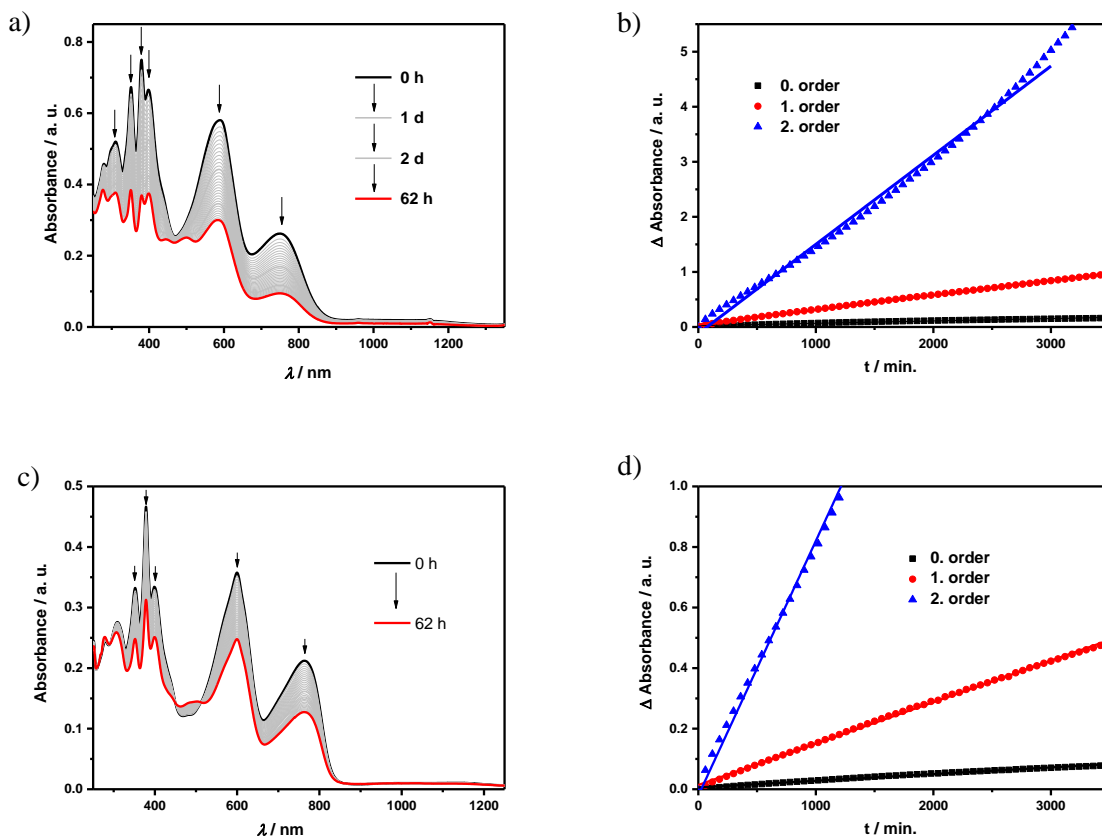 a)
0.8
0.6
0.4
0.2
0.0
Absorbance / a. u.
400 600 800 1000 1200
λ / nm
0 h
1 d
2 d
62 h
b)
5
4
3
2
1
0
Δ Absorbance / a. u.
0 1000 2000 3000
t / min.
0. order
1. order
2. order
c)
0.5
0.4
0.3
0.2
0.1
0.0
Absorbance / a. u.
400 600 800 1000 1200
λ / nm
0 h
62 h
d)
1.0
0.8
0.6
0.4
0.2
0.0
Δ Absorbance / a. u.
0 1000 2000 3000
t / min.
0. order
1. order
2. order